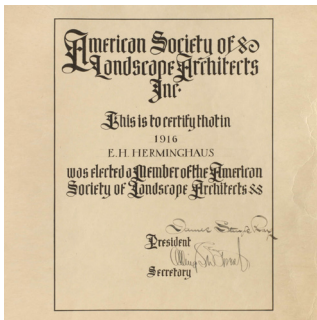 American Society of
Landscape Architects
Inc.
This is to certify that in
1916
E.H. HERMINGHAUS
was elected a Member of the American
Society of Landscape Architects
President
Secretary